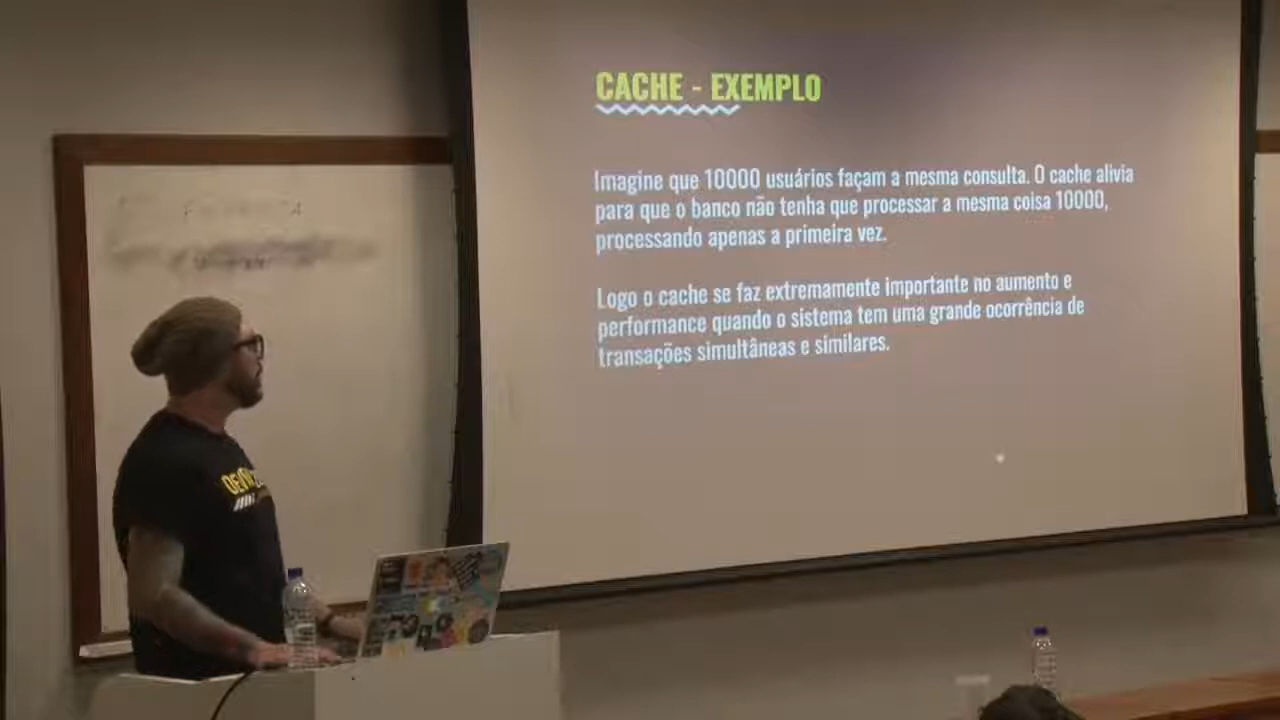 CACHE - EXEMPLO
Imagine que 10000 usuários façam a mesma consulta. O cache alivia
para que o banco não tenha que processar a mesma coisa 10000,
processando apenas a primeira vez.
Logo o cache se faz extremamente importante no aumento e
performance quando o sistema tem uma grande ocorrência de
transações simultâneas e similares.